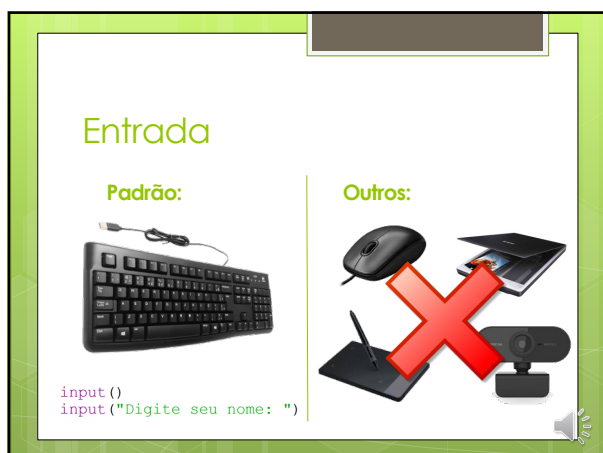 Entrada
Padrão:
Outros:
input()
input("Digite seu nome: ")